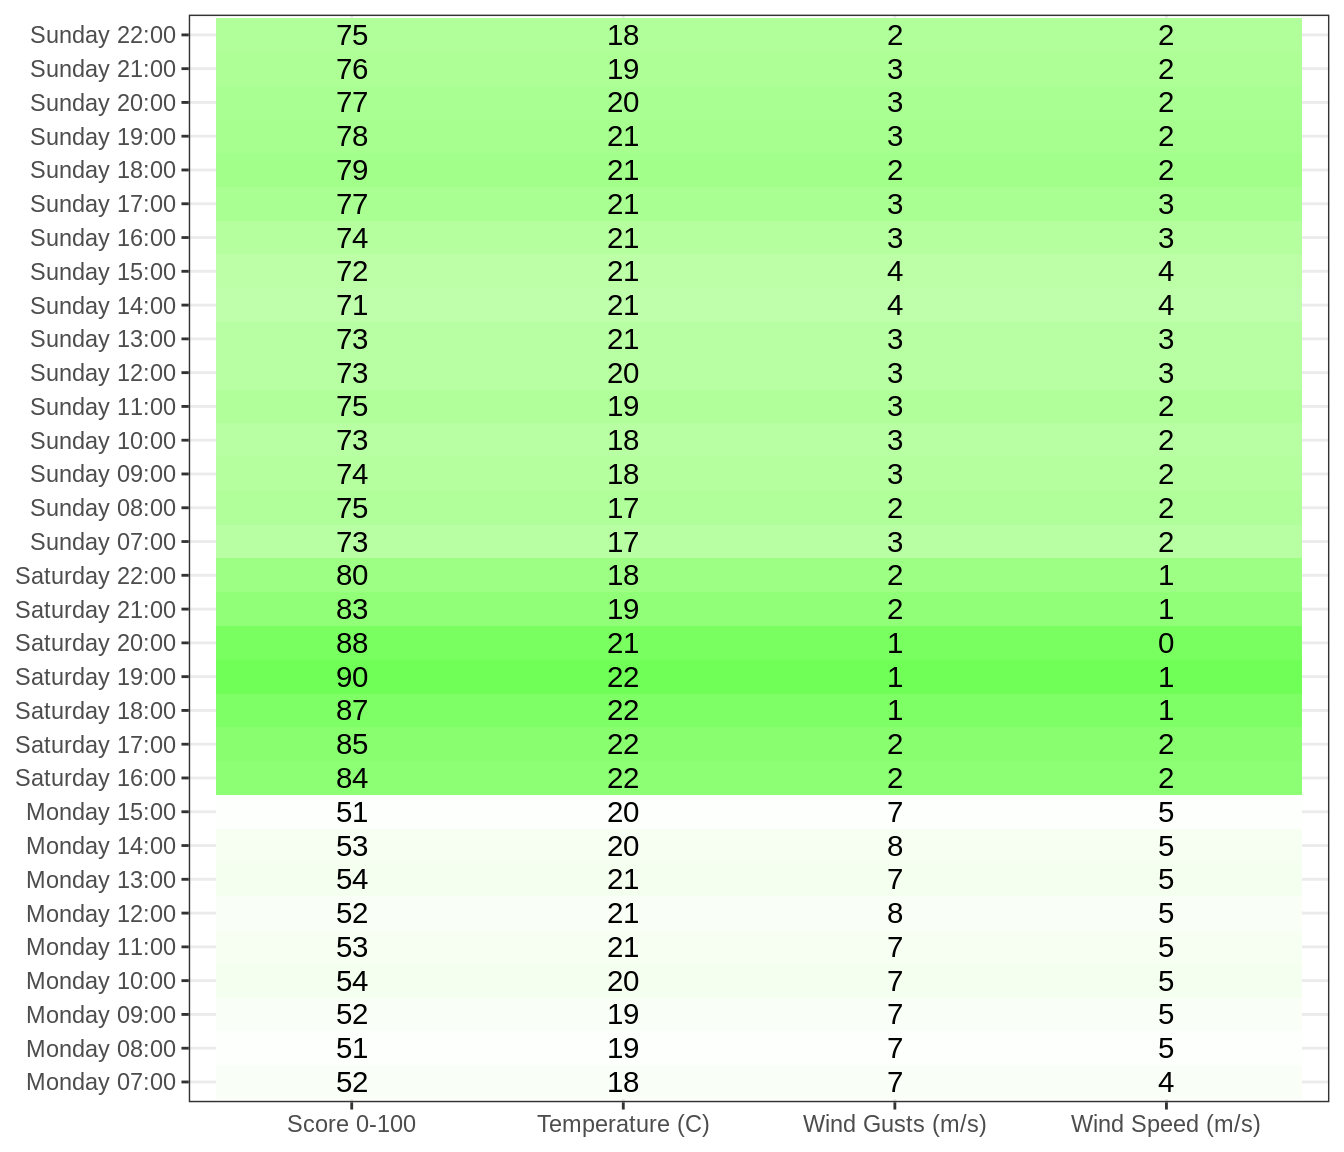 Sunday 22:00 75 18 2 2
Sunday 21:00 76 19 3 2
Sunday 20:00 77 20 3 2
Sunday 19:00 78 21 3 2
Sunday 18:00 79 21 2 2
Sunday 17:00 77 21 3 3
Sunday 16:00 74 21 3 3
Sunday 15:00 72 21 4 4
Sunday 14:00 71 21 4 4
Sunday 13:00 73 21 3 3
Sunday 12:00 73 20 3 3
Sunday 11:00 75 19 3 2
Sunday 10:00 73 18 3 2
Sunday 09:00 74 18 3 2
Sunday 08:00 75 17 2 2
Sunday 07:00 73 17 3 2
Saturday 22:00 80 18 2 1
Saturday 21:00 83 19 2 1
Saturday 20:00 88 21 1 0
Saturday 19:00 90 22 1 1
Saturday 18:00 87 22 1 1
Saturday 17:00 85 22 2 2
Saturday 16:00 84 22 2 2
Monday 15:00 51 20 7 5
Monday 14:00 53 20 8 5
Monday 13:00 54 21 7 5
Monday 12:00 52 21 8 5
Monday 11:00 53 21 7 5
Monday 10:00 54 20 7 5
Monday 09:00 52 19 7 5
Monday 08:00 51 19 7 5
Monday 07:00 52 18 7 4
Score 0-100 Temperature (C) Wind Gusts (m/s) Wind Speed (m/s)